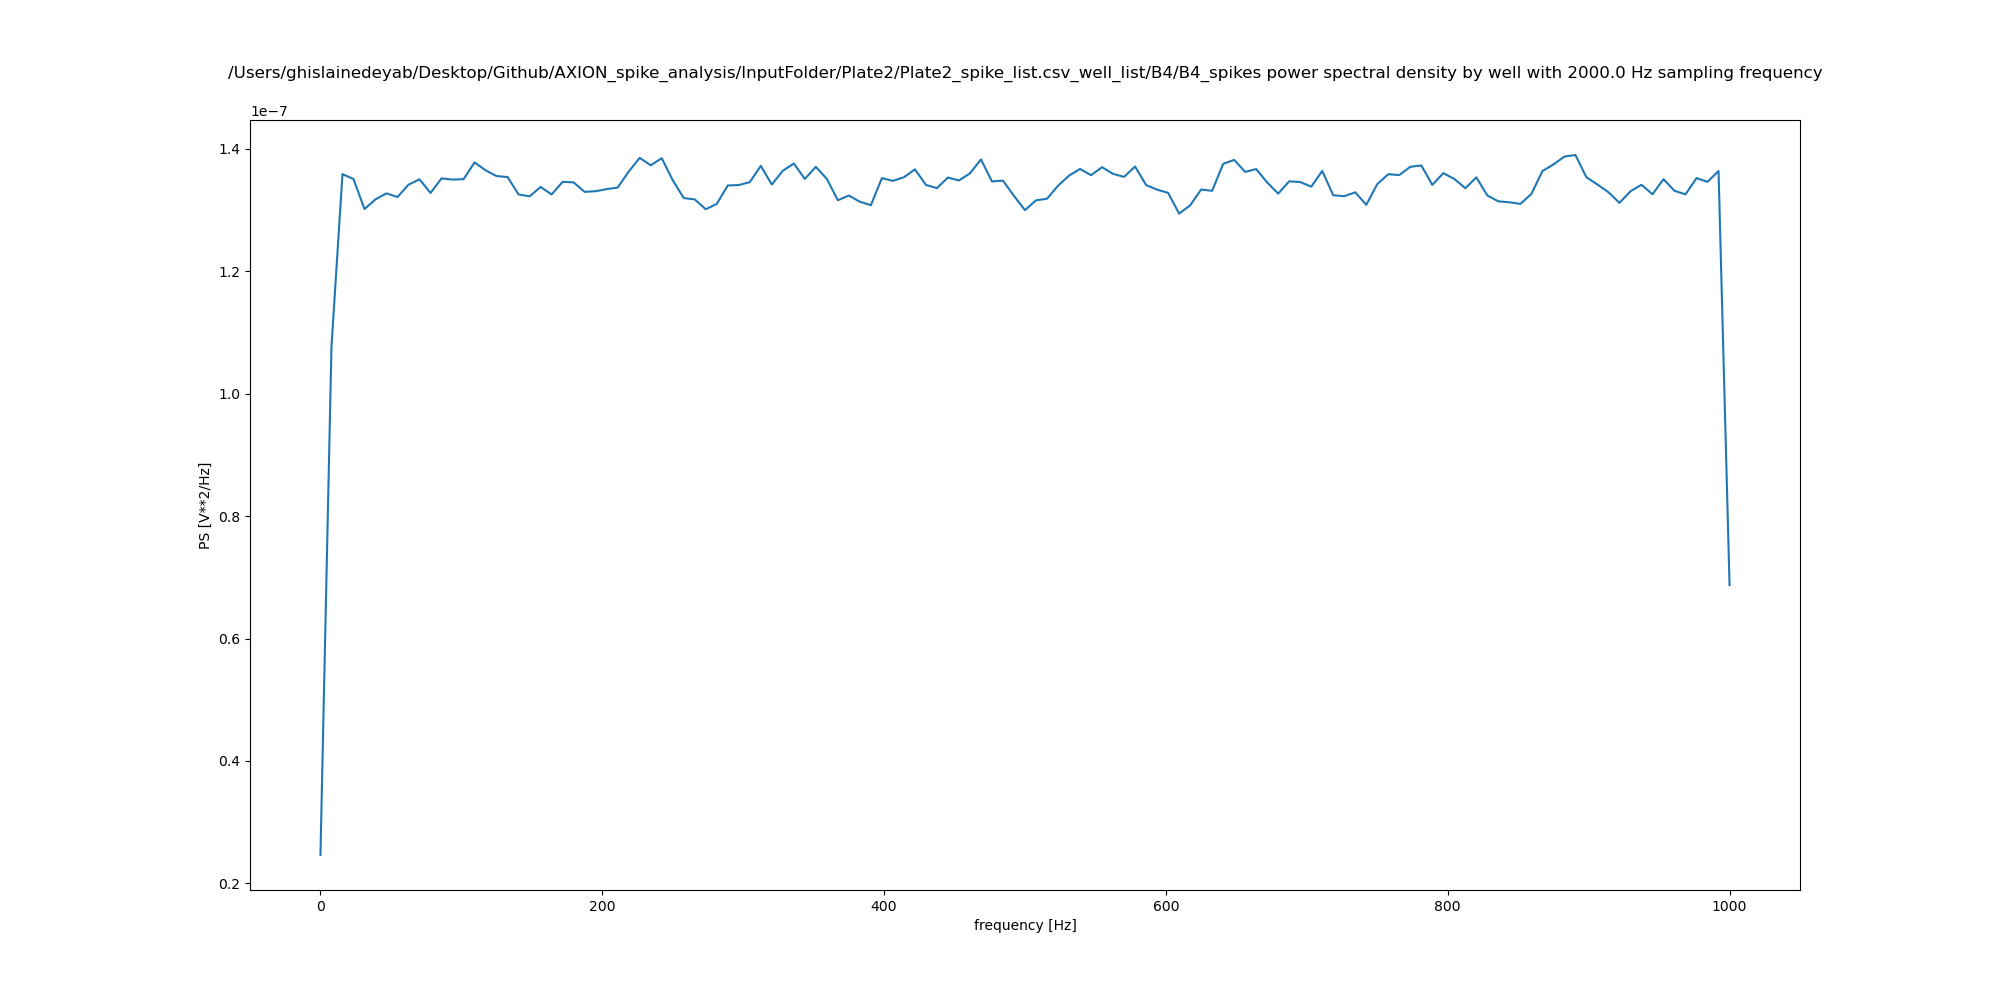 /Users/ghislainedeyab/Desktop/Github/AXION_spike_analysis/InputFolder/Plate2/Plate2_spike_list.csv_well_list/B4/B4_spikes power spectral density by well with 2000.0 Hz sampling frequency
1e−7
1.4
1.2
1.0
0.8
0.6
0.4
0.2
PS [V**2/Hz]
0 200 400 600 800 1000
frequency [Hz]